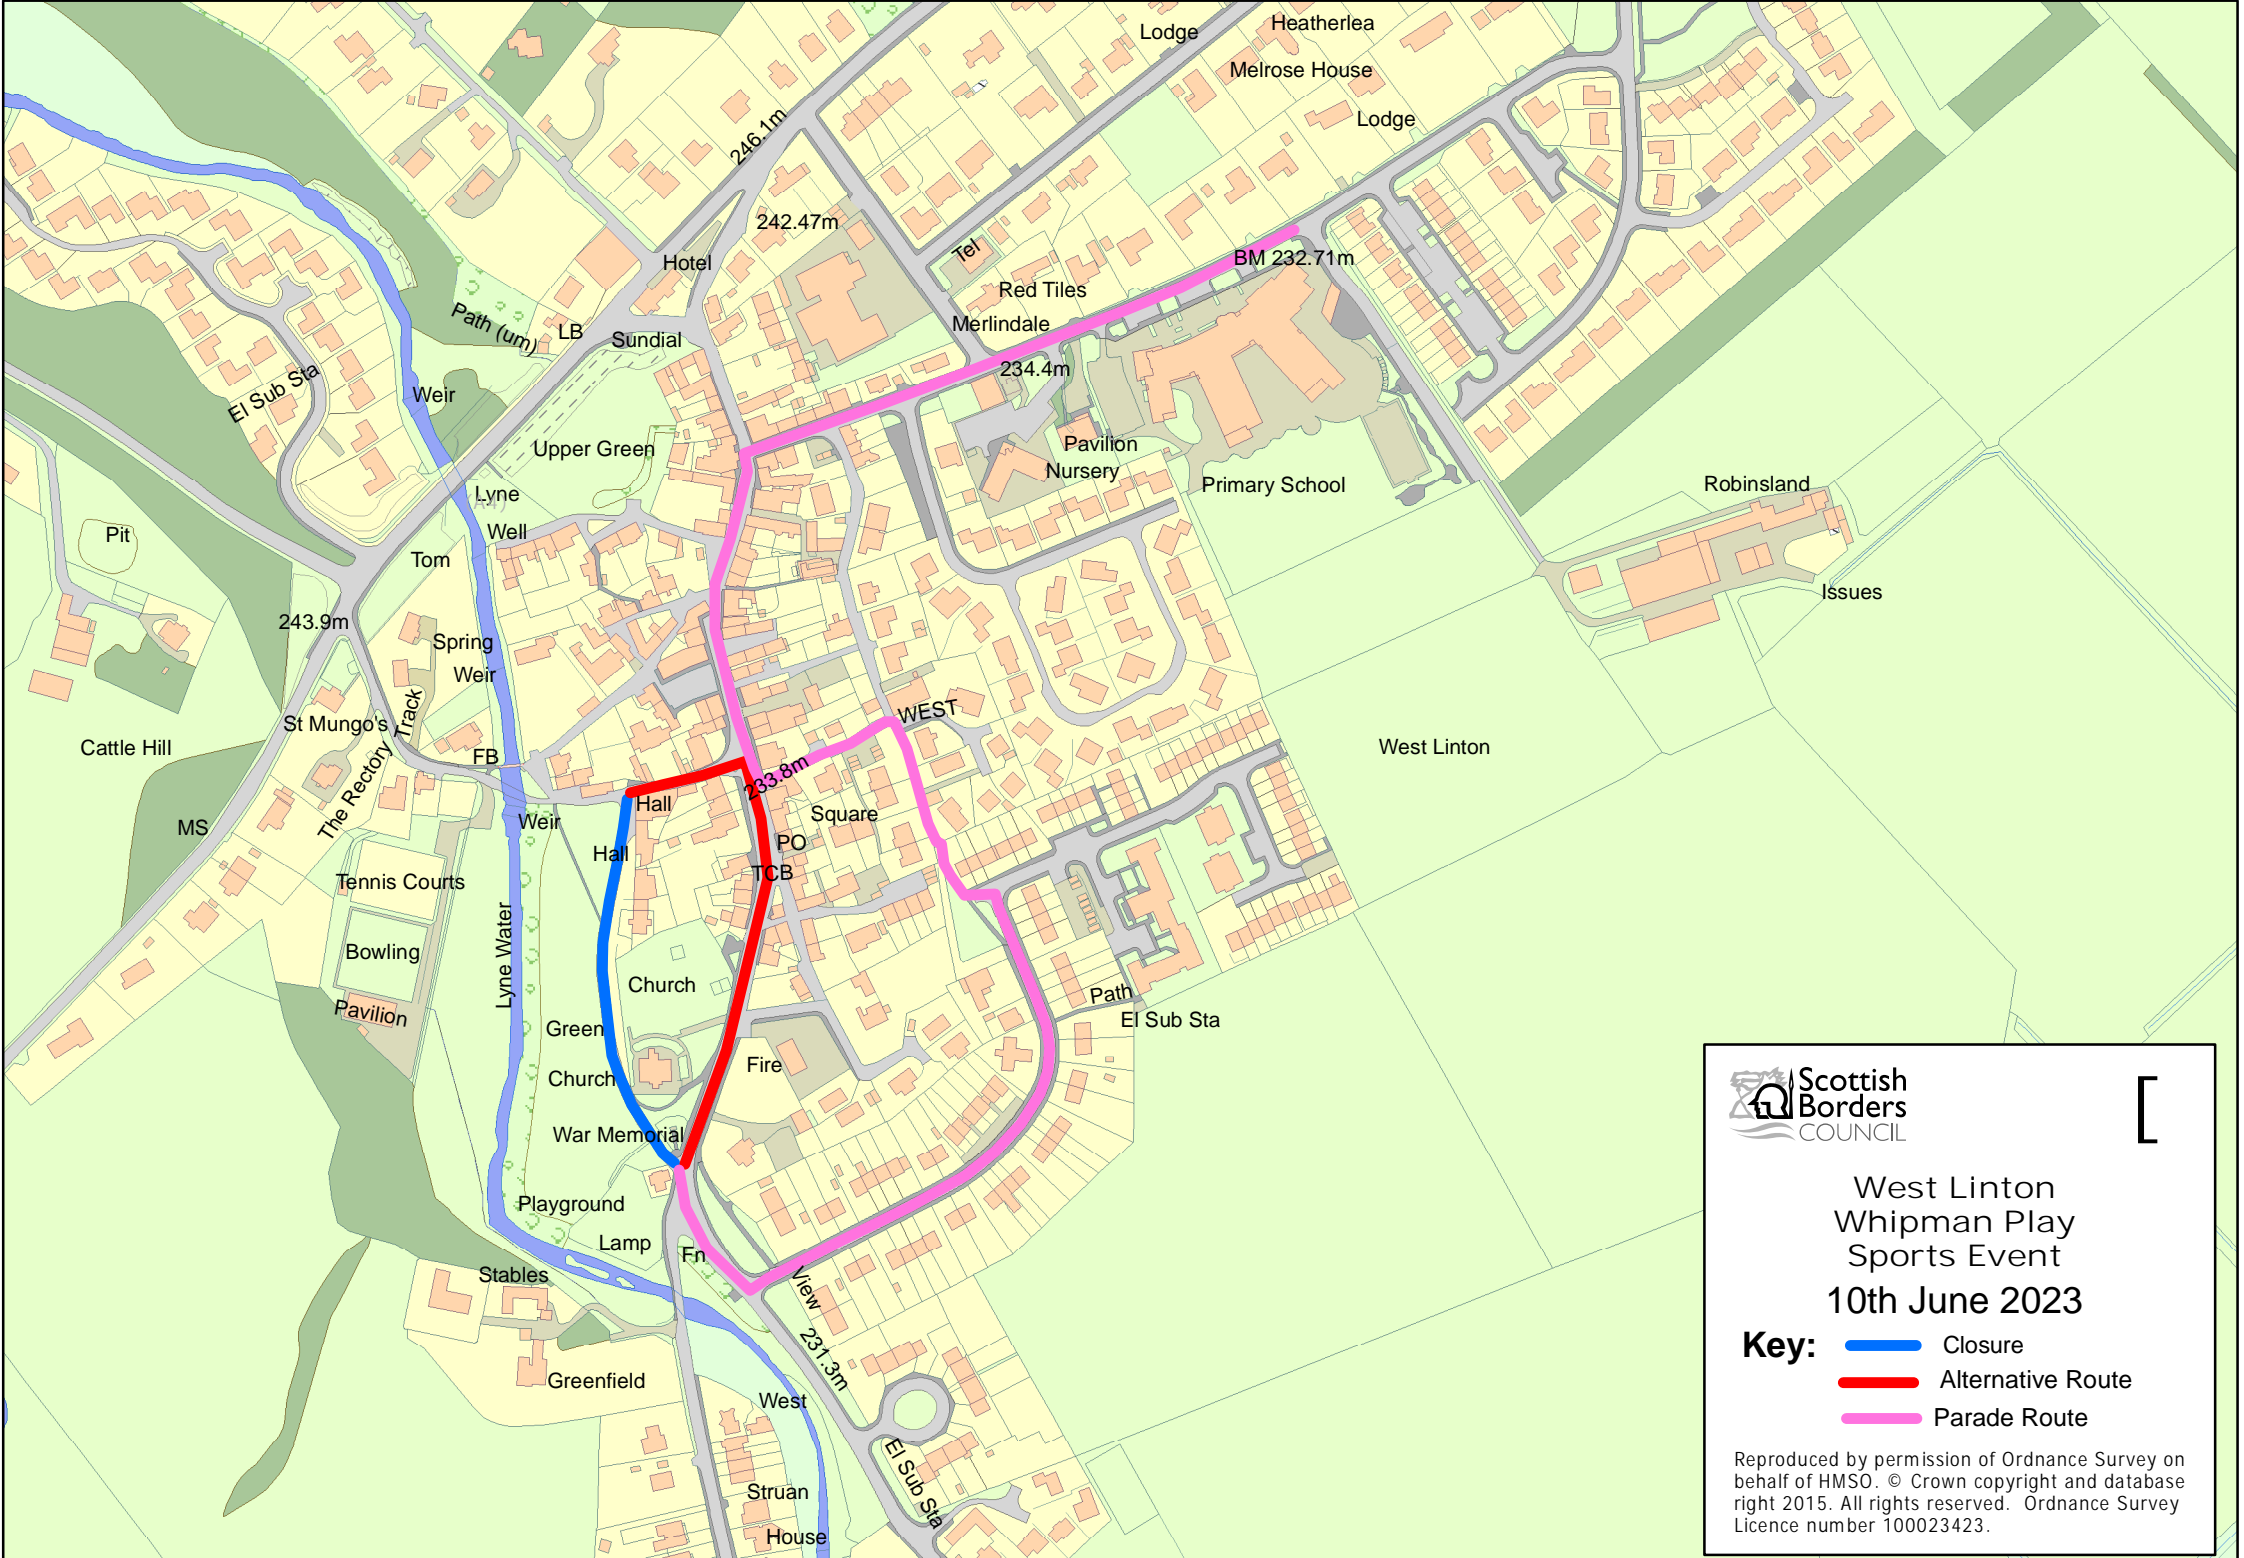 Lodge
Heatherlea
Melrose House
Lodge
246.1m
242.47m
Hotel
Tel
BM 232.71m
Red Tiles
Merlindale
Path (um)
LB
Sundial
234.4m
El Sub Sta
Weir
Upper Green
Pavilion
Nursery
Primary School
Robinsland
Lyne
Well
Pit
Tom
Issues
243.9m
Spring
Weir
St Mungo's
Track
WEST
Cattle Hill
The Rectory
FB
West Linton
233.8m
Hall
Square
MS
Weir
PO
Hall
TCB
Tennis Courts
Lyne Water
Bowling
Church
Path
Pavilion
El Sub Sta
Green
Fire
Church
War Memorial
Playground
Lamp
Fn
View
Stables
231.3m
Greenfield
West
El Sub Sta
Struan
House
Scottish
Borders
COUNCIL
West Linton
Whipman Play
Sports Event
10th June 2023
Key:
Closure
Alternative Route
Parade Route
Reproduced by permission of Ordnance Survey on
behalf of HMSO. © Crown copyright and database
right 2015. All rights reserved. Ordnance Survey
Licence number 100023423.